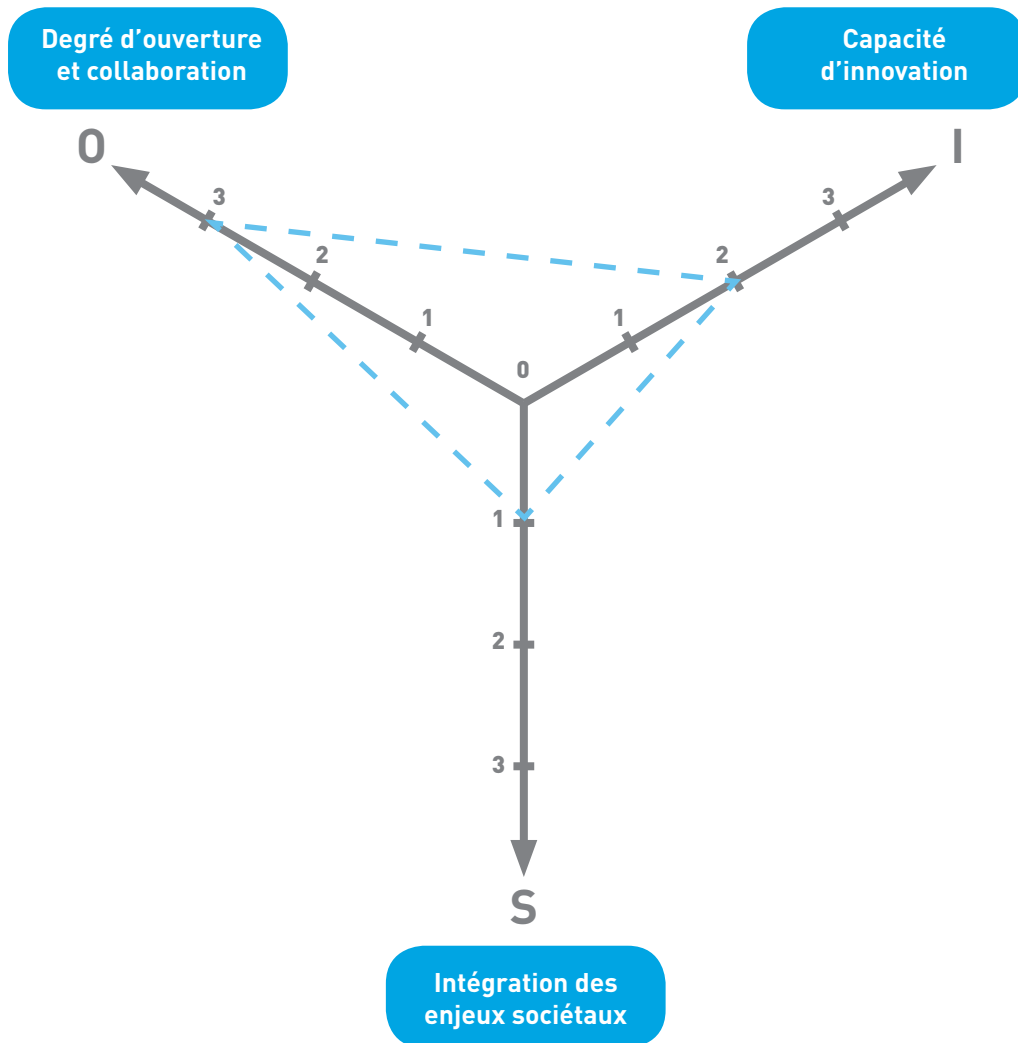 Degré d'ouverture
et collaboration
Capacité
d'innovation
O
I
3
3
2
2
1
1
0
1
2
3
S
Intégration des
enjeux sociétaux